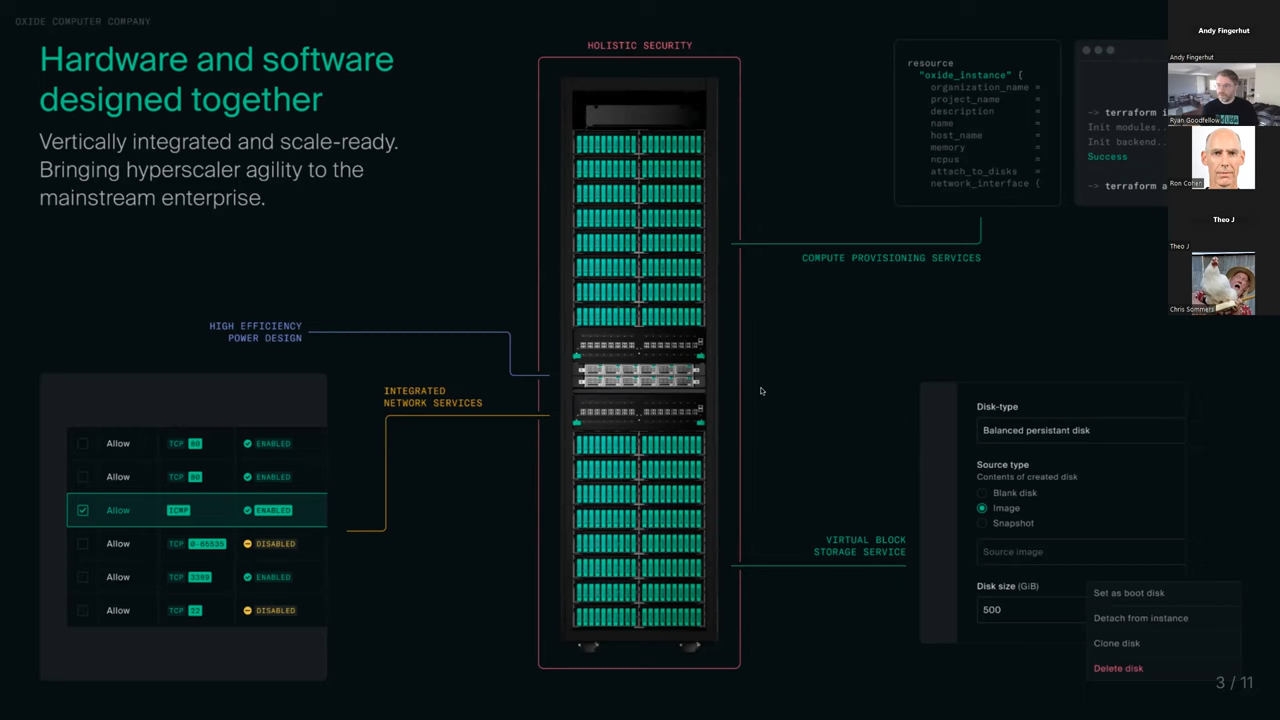 OXIDE COMPUTER COMPANY
Hardware and software
designed together
Vertically integrated and scale-ready.
Bringing hyperscaler agility to the
mainstream enterprise.
HOLISTIC SECURITY
resource
"oxide_instance" {
organization_name =
project_name =
description =
name =
host_name =
memory =
ncpus =
attach_to_disks =
network_interface {
-> terraform i
Init modules..
Init backend..
Success
-> terraform a
COMPUTE PROVISIONING SERVICES
HIGH EFFICIENCY
POWER DESIGN
INTEGRATED
NETWORK SERVICES
Allow TCP 80 ENABLED
Allow TCP 80 ENABLED
Allow ICMP ENABLED
Allow TCP 0-65535 DISABLED
Allow TCP 3389 ENABLED
Allow TCP 22 DISABLED
VIRTUAL BLOCK
STORAGE SERVICE
Disk-type
Balanced persistant disk
Source type
Contents of created disk
Blank disk
Image
Snapshot
Source image
Disk size (GiB)
500
Set as boot disk
Detach from instance
Clone disk
Delete disk
3 / 11
Andy Fingerhut
Andy Fingerhut
Ryan Goodfellow
Ron Cohen
Theo J
Theo J
Chris Sommers